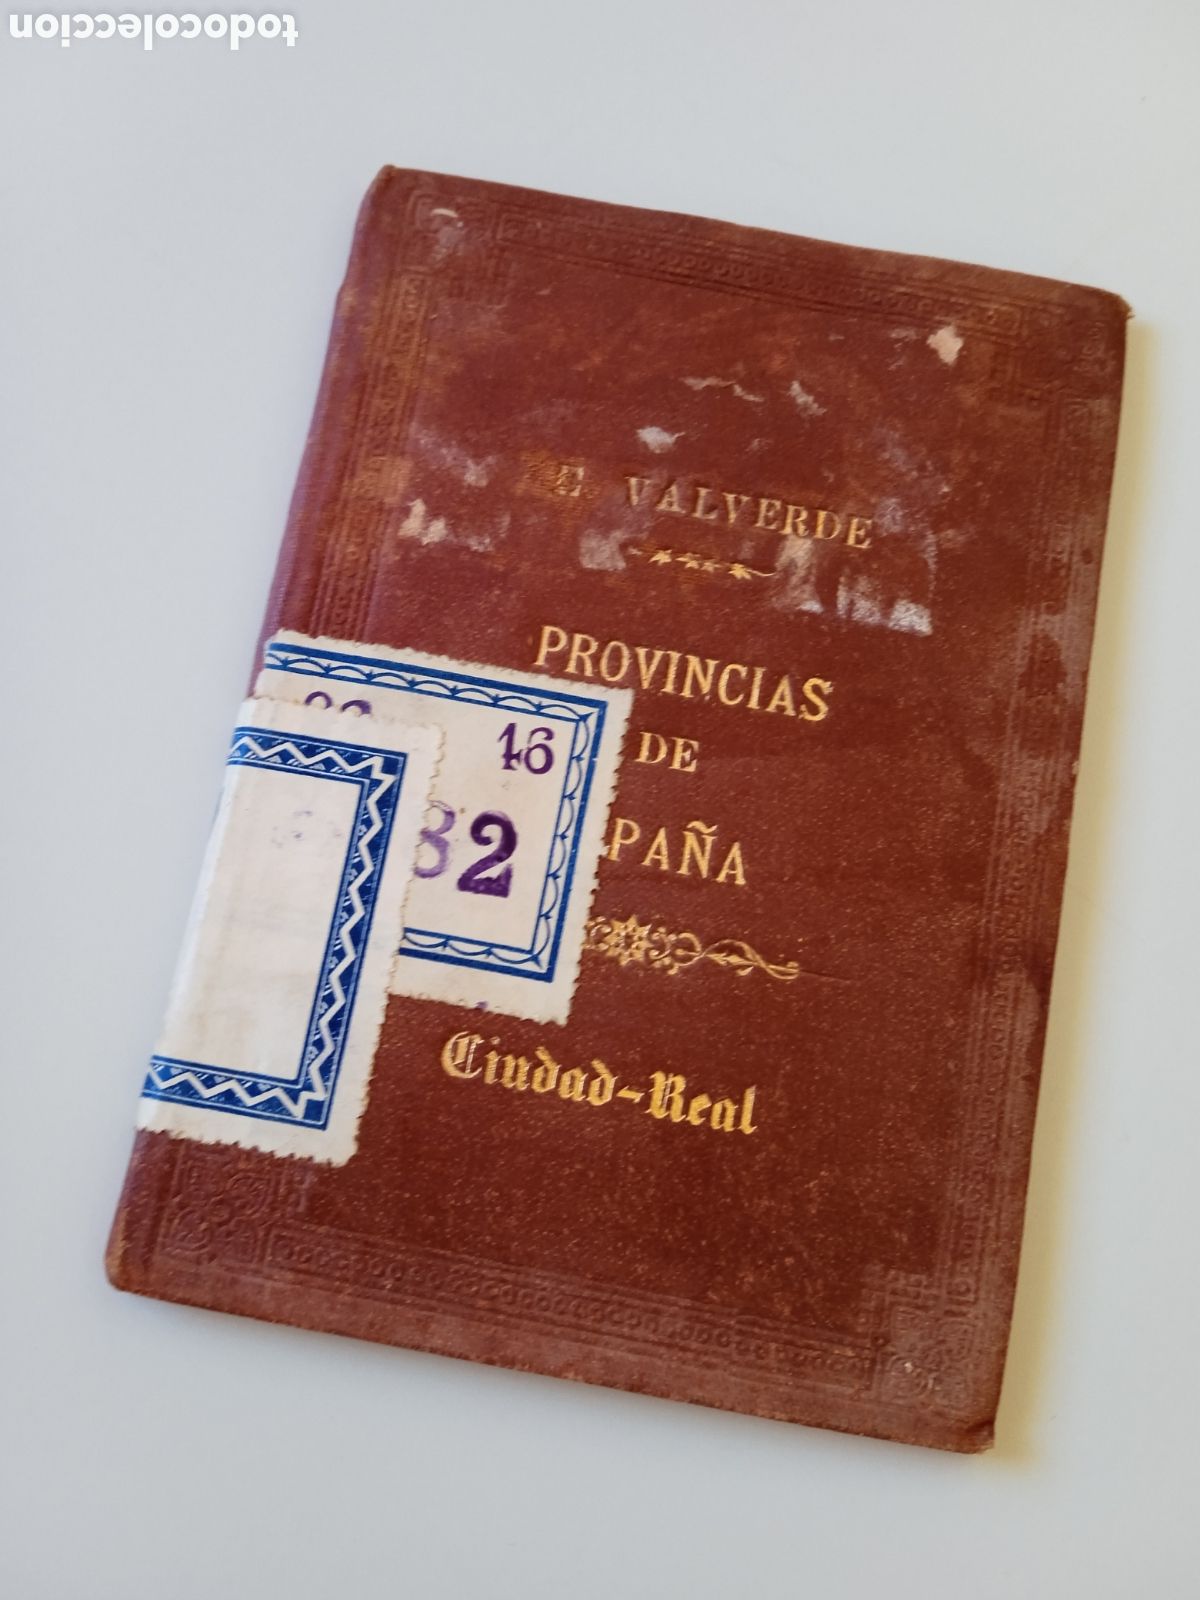 todocoleccion
E. VALVERDE
PROVINCIAS
DE
PAÑA
Ciudad-Real
16
82